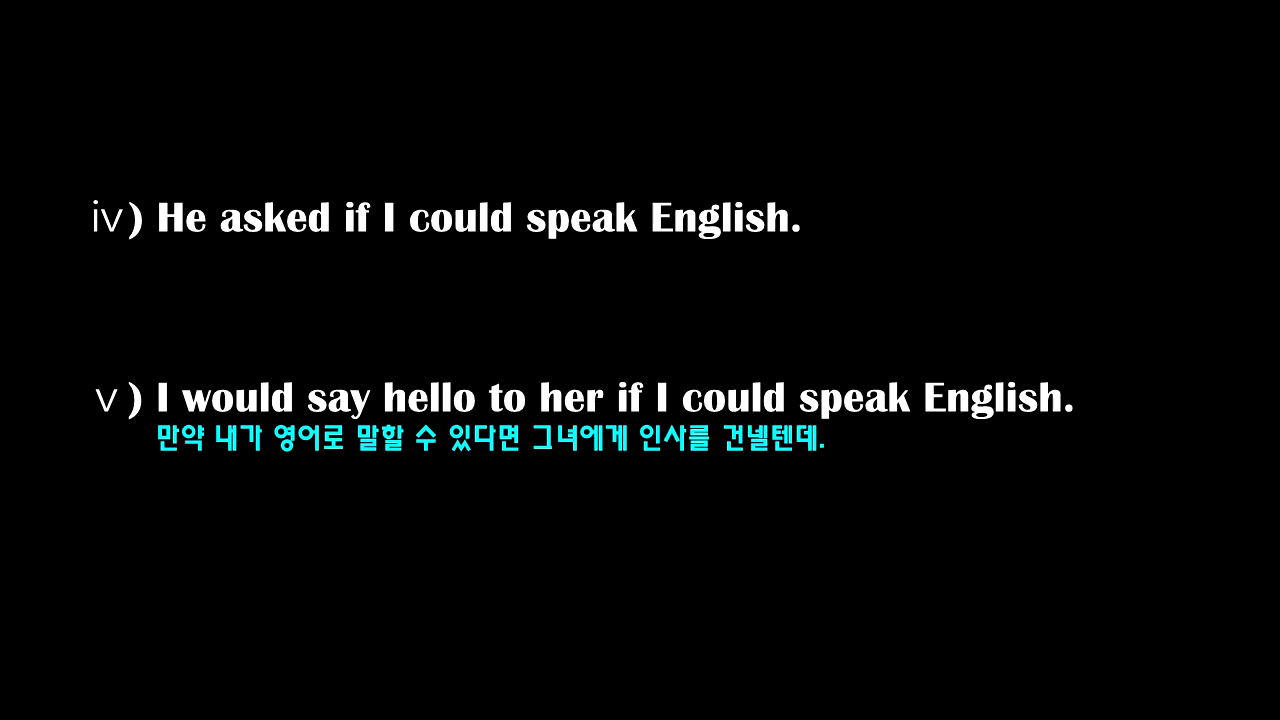 ⅳ) He asked if I could speak English.
ⅴ) I would say hello to her if I could speak English.
만약 내가 영어로 말할 수 있다면 그녀에게 인사를 건넬텐데.